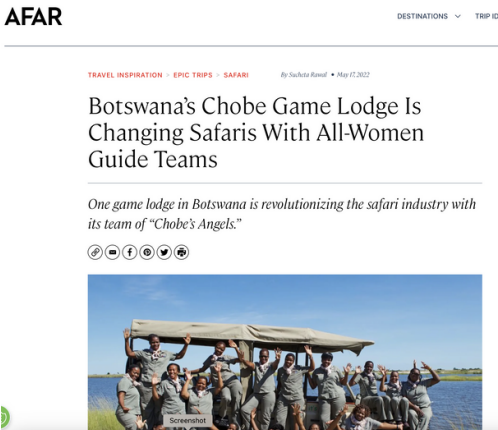 AFAR
DESTINATIONS
TRIP ID
TRAVEL INSPIRATION > EPIC TRIPS > SAFARI
By Sucheta Rawal • May 17, 2022
Botswana's Chobe Game Lodge Is
Changing Safaris With All-Women
Guide Teams
One game lodge in Botswana is revolutionizing the safari industry with
its team of “Chobe's Angels.”
Screenshot